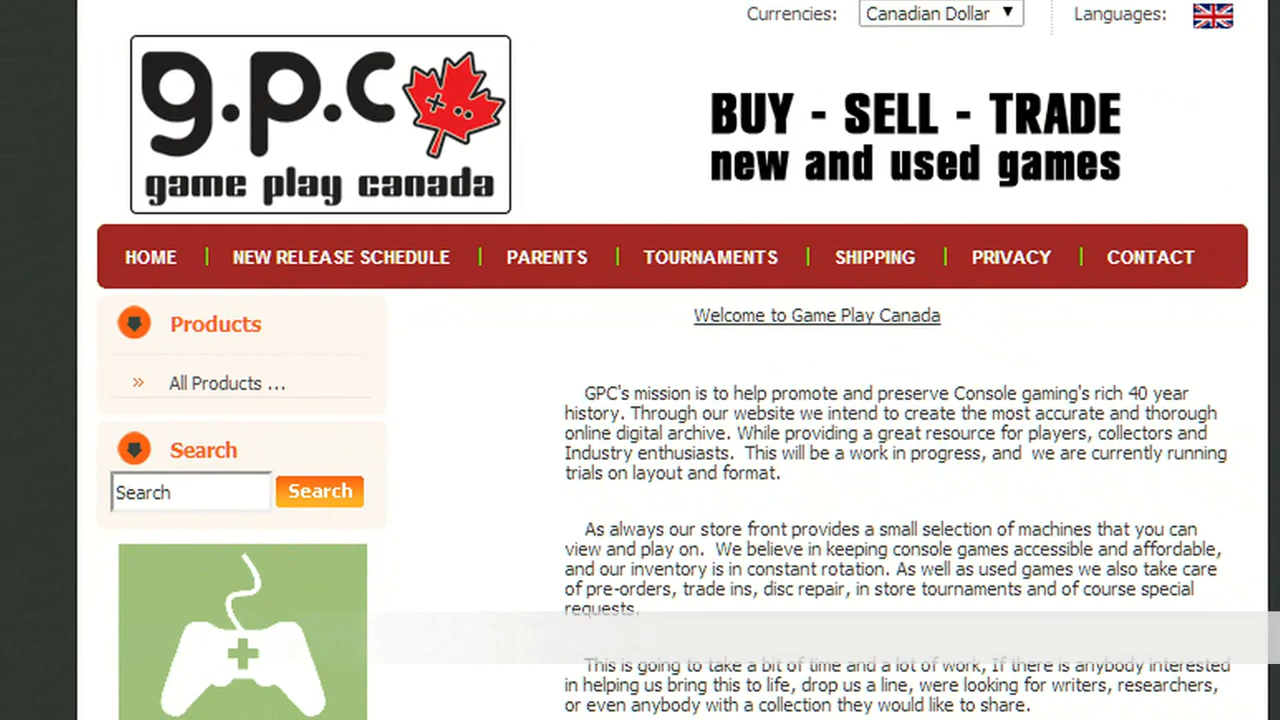 Currencies: Canadian Dollar Languages:
g.p.c
game play canada
BUY - SELL - TRADE
new and used games
HOME NEW RELEASE SCHEDULE PARENTS TOURNAMENTS SHIPPING PRIVACY CONTACT
Products
All Products ...
Search
Search Search
Welcome to Game Play Canada
GPC's mission is to help promote and preserve Console gaming's rich 40 year
history. Through our website we intend to create the most accurate and thorough
online digital archive. While providing a great resource for players, collectors and
Industry enthusiasts. This will be a work in progress, and we are currently running
trials on layout and format.
As always our store front provides a small selection of machines that you can
view and play on. We believe in keeping console games accessible and affordable,
and our inventory is in constant rotation. As well as used games we also take care
of pre-orders, trade ins, disc repair, in store tournaments and of course special
requests.
This is going to take a bit of time and a lot of work, If there is anybody interested
in helping us bring this to life, drop us a line, were looking for writers, researchers,
or even anybody with a collection they would like to share.